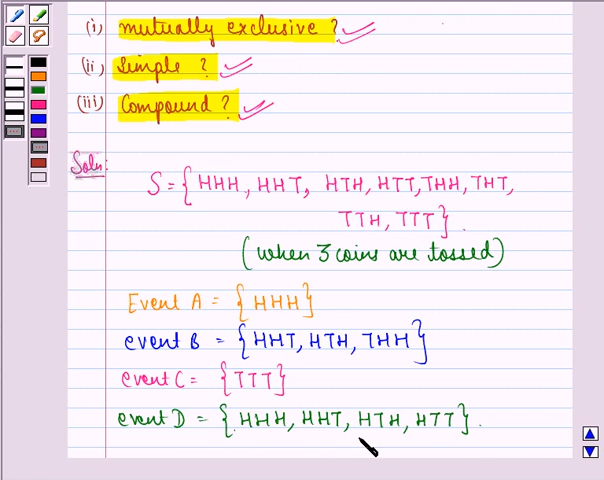 (i) mutually exclusive ?
(ii) Simple ?
(iii) Compound ?
Soln:
S = { HHH, HHT, HTH, HTT, THH, THT,
TTH, TTT } .
(when 3 coins are tossed)
Event A = { HHH }
event B = { HHT, HTH, THH }
event C = { TTT }
event D = { HHH, HHT, HTH, HTT } .